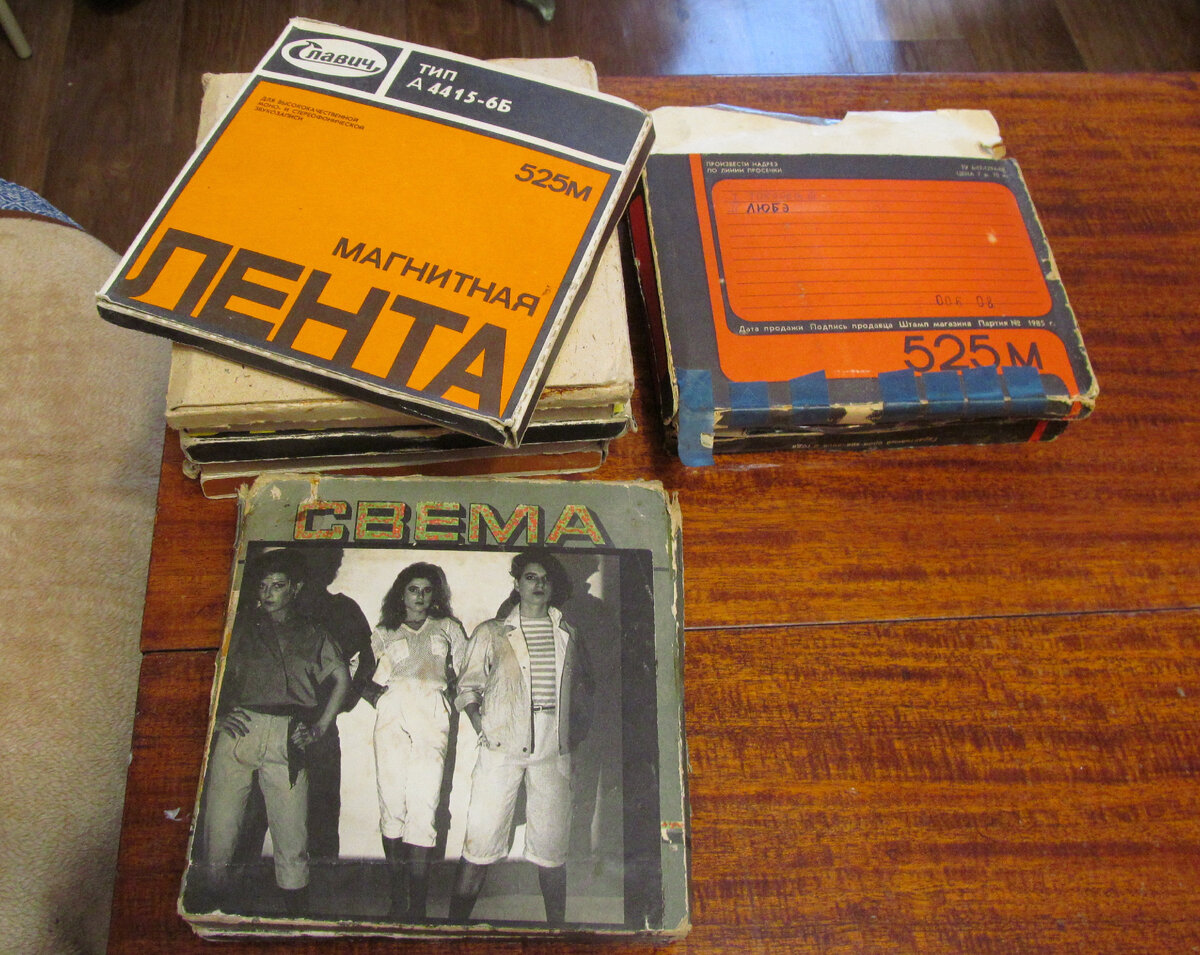 Славич
ТИП
А 4415-6Б
ДЛЯ ВЫСОКОКАЧЕСТВЕННОЙ
МОНО- И СТЕРЕОФОНИЧЕСКОЙ
ЗВУКОЗАПИСИ
525м
МАГНИТНАЯ
ЛЕНТА
ПРОИЗВЕСТИ НАДРЕЗ
ПО ЛИНИИ ПРОСЕЧКИ
ЛЮБЭ
Дата продажи Подпись продавца Штамп магазина Партия № 1985 г.
525м
СВЕМА